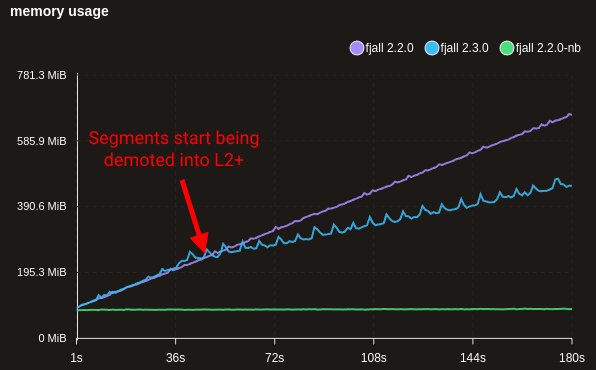 memory usage
fjall 2.2.0 fjall 2.3.0 fjall 2.2.0-nb
781.3 MiB
585.9 MiB
Segments start being
demoted into L2+
390.6 MiB
195.3 MiB
0 MiB
1s 36s 72s 108s 144s 180s